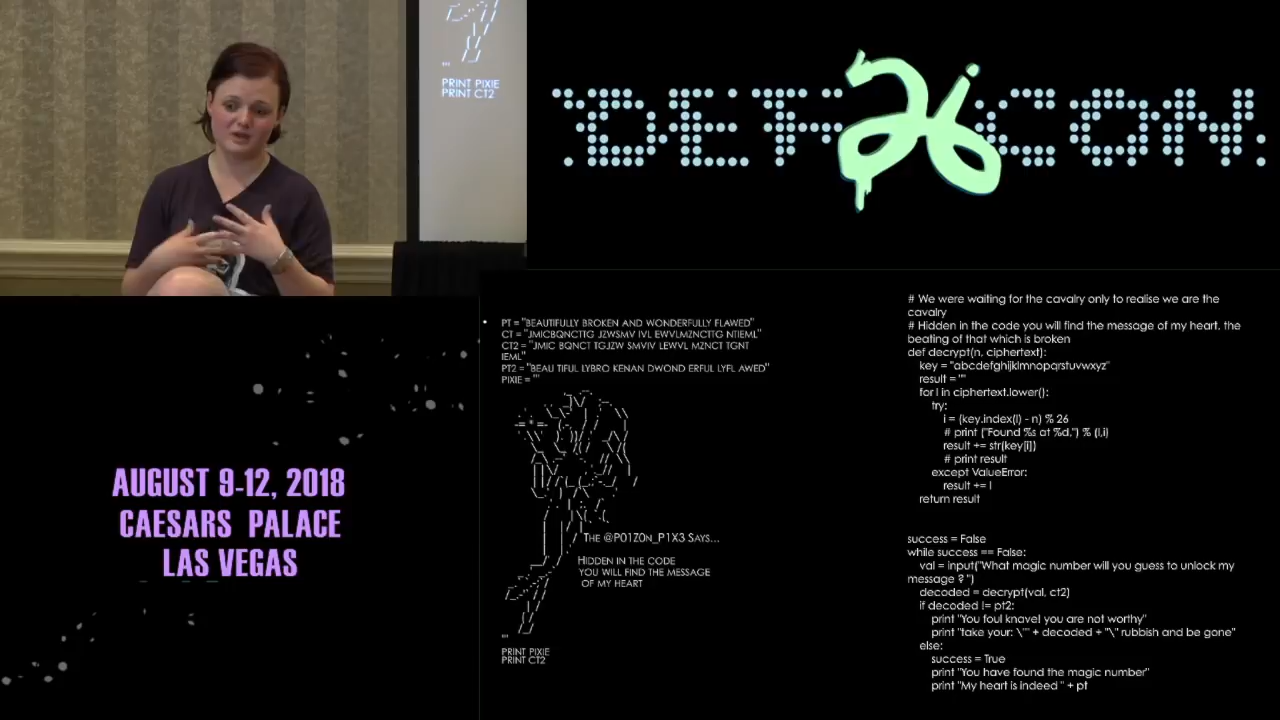 PRINT PIXIE
PRINT CT2
DEF26CON
AUGUST 9-12, 2018
CAESARS PALACE
LAS VEGAS
PT = "BEAUTIFULLY BROKEN AND WONDERFULLY FLAWED"
CT = "JMICBQNCTTG JZWSMV IVL EWVLMZNCTTG NTIEML"
CT2 = "JMIC BQNCT TGJZW SMVIV LEWVL MZNCT TGNT
IEML"
PT2 = "BEAU TIFUL LYBRO KENAN DWOND ERFUL LYFL AWED"
PIXIE = '''
THE @P01Z0N_P1X3 SAYS...
HIDDEN IN THE CODE
YOU WILL FIND THE MESSAGE
OF MY HEART
'''
PRINT PIXIE
PRINT CT2
# We were waiting for the cavalry only to realise we are the
cavalry
# Hidden in the code you will find the message of my heart, the
beating of that which is broken
def decrypt(n, ciphertext):
key = "abcdefghijklmnopqrstuvwxyz"
result = ""
for l in ciphertext.lower():
try:
i = (key.index(l) - n) % 26
# print ("Found %s at %d,") % (l,i)
result += str(key[i])
# print result
except ValueError:
result += l
return result
success = False
while success == False:
val = input("What magic number will you guess to unlock my
message ? ")
decoded = decrypt(val, ct2)
if decoded != pt2:
print "You foul knave! you are not worthy"
print "take your: \"" + decoded + "\" rubbish and be gone"
else:
success = True
print "You have found the magic number"
print "My heart is indeed " + pt